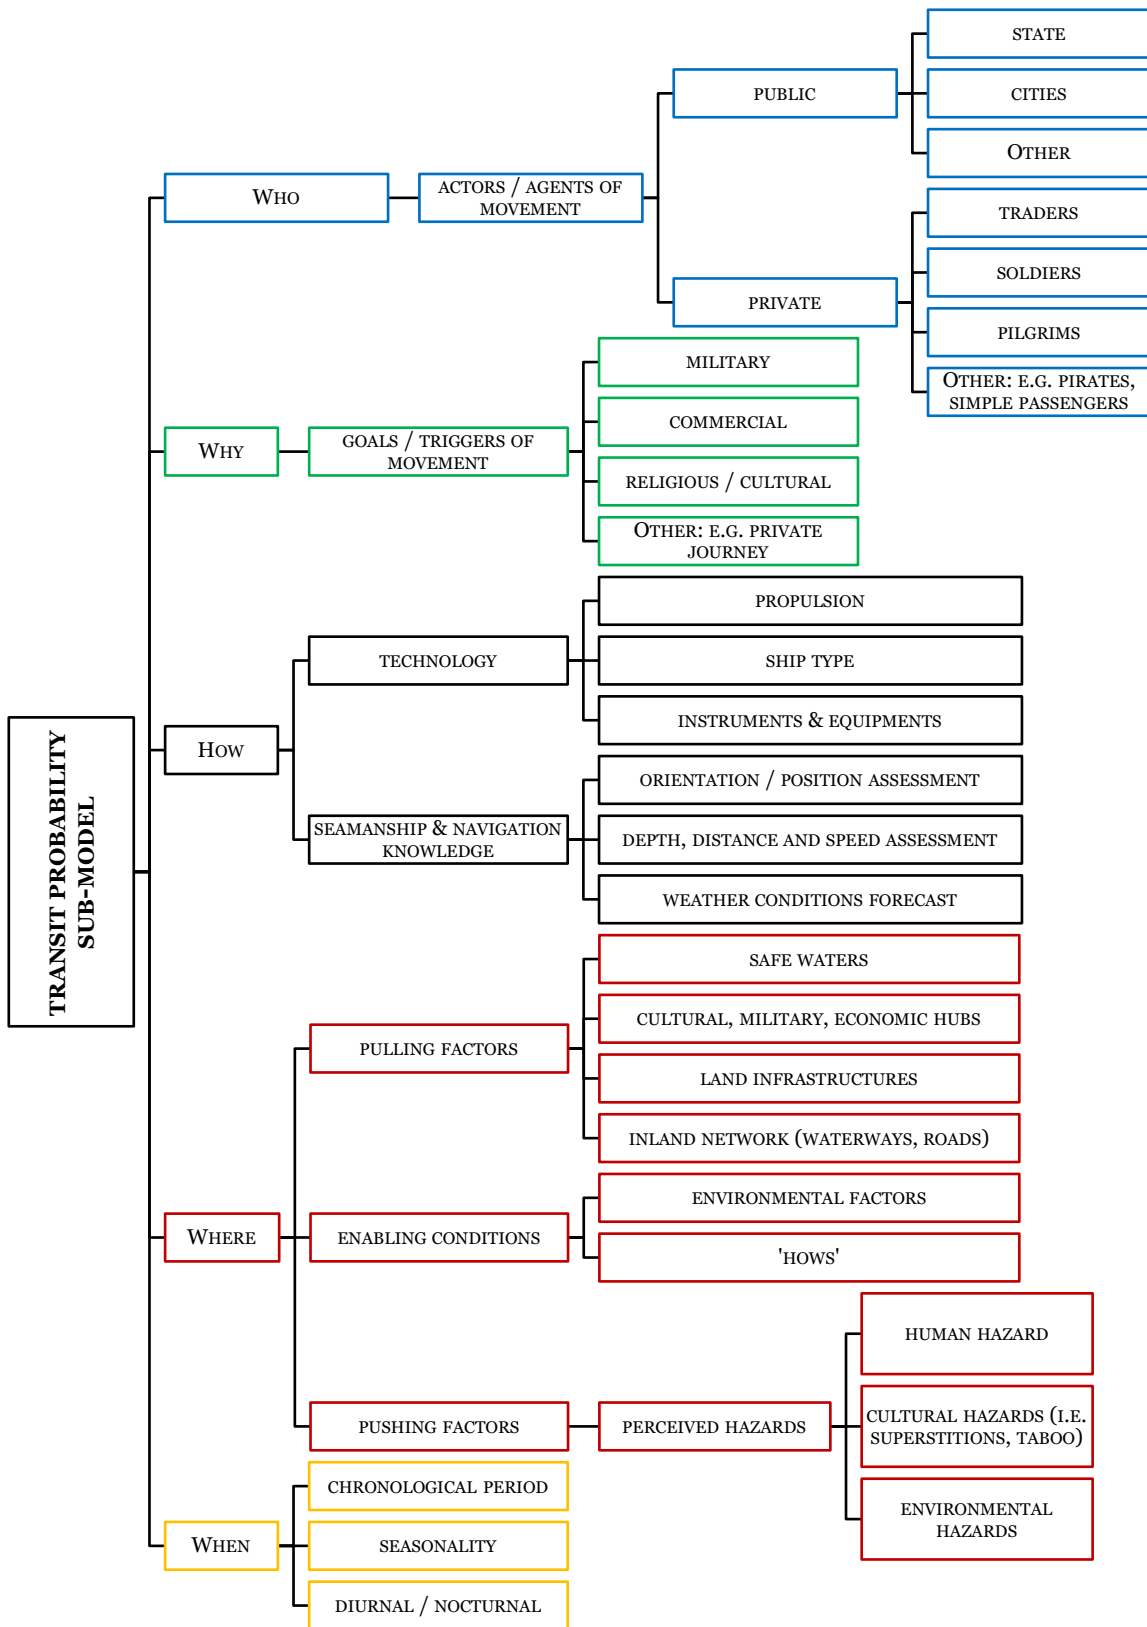 TRANSIT PROBABILITY
SUB-MODEL
WHO
ACTORS / AGENTS OF
MOVEMENT
PUBLIC
STATE
CITIES
OTHER
PRIVATE
TRADERS
SOLDIERS
PILGRIMS
OTHER: E.G. PIRATES,
SIMPLE PASSENGERS
WHY
GOALS / TRIGGERS OF
MOVEMENT
MILITARY
COMMERCIAL
RELIGIOUS / CULTURAL
OTHER: E.G. PRIVATE
JOURNEY
HOW
TECHNOLOGY
PROPULSION
SHIP TYPE
INSTRUMENTS & EQUIPMENTS
SEAMANSHIP & NAVIGATION
KNOWLEDGE
ORIENTATION / POSITION ASSESSMENT
DEPTH, DISTANCE AND SPEED ASSESSMENT
WEATHER CONDITIONS FORECAST
WHERE
PULLING FACTORS
SAFE WATERS
CULTURAL, MILITARY, ECONOMIC HUBS
LAND INFRASTRUCTURES
INLAND NETWORK (WATERWAYS, ROADS)
ENABLING CONDITIONS
ENVIRONMENTAL FACTORS
'HOWS'
PUSHING FACTORS
PERCEIVED HAZARDS
HUMAN HAZARD
CULTURAL HAZARDS (I.E.
SUPERSTITIONS, TABOO)
ENVIRONMENTAL
HAZARDS
WHEN
CHRONOLOGICAL PERIOD
SEASONALITY
DIURNAL / NOCTURNAL